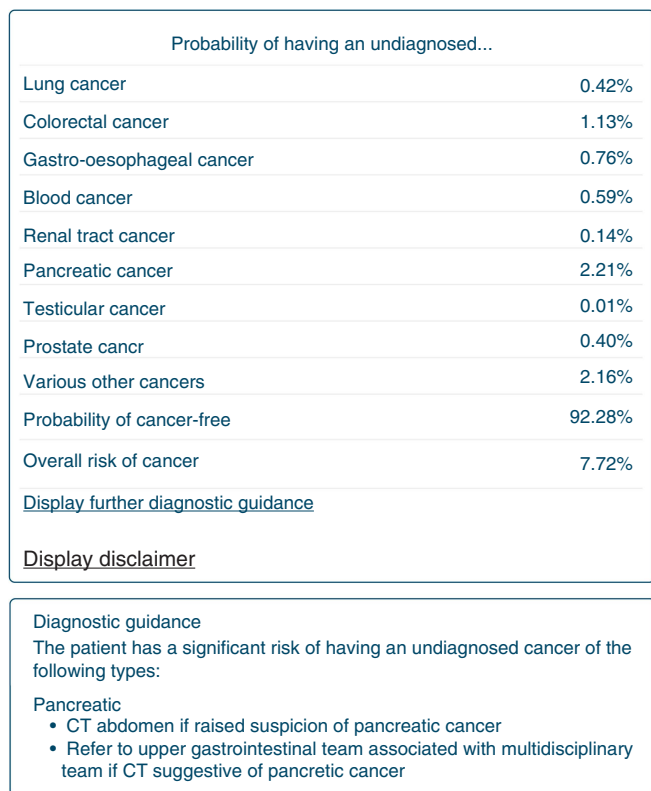 Probability of having an undiagnosed...
Lung cancer 0.42%
Colorectal cancer 1.13%
Gastro-oesophageal cancer 0.76%
Blood cancer 0.59%
Renal tract cancer 0.14%
Pancreatic cancer 2.21%
Testicular cancer 0.01%
Prostate cancr 0.40%
Various other cancers 2.16%
Probability of cancer-free 92.28%
Overall risk of cancer 7.72%
Display further diagnostic guidance
Display disclaimer
Diagnostic guidance
The patient has a significant risk of having an undiagnosed cancer of the
following types:
Pancreatic
• CT abdomen if raised suspicion of pancreatic cancer
• Refer to upper gastrointestinal team associated with multidisciplinary
team if CT suggestive of pancretic cancer